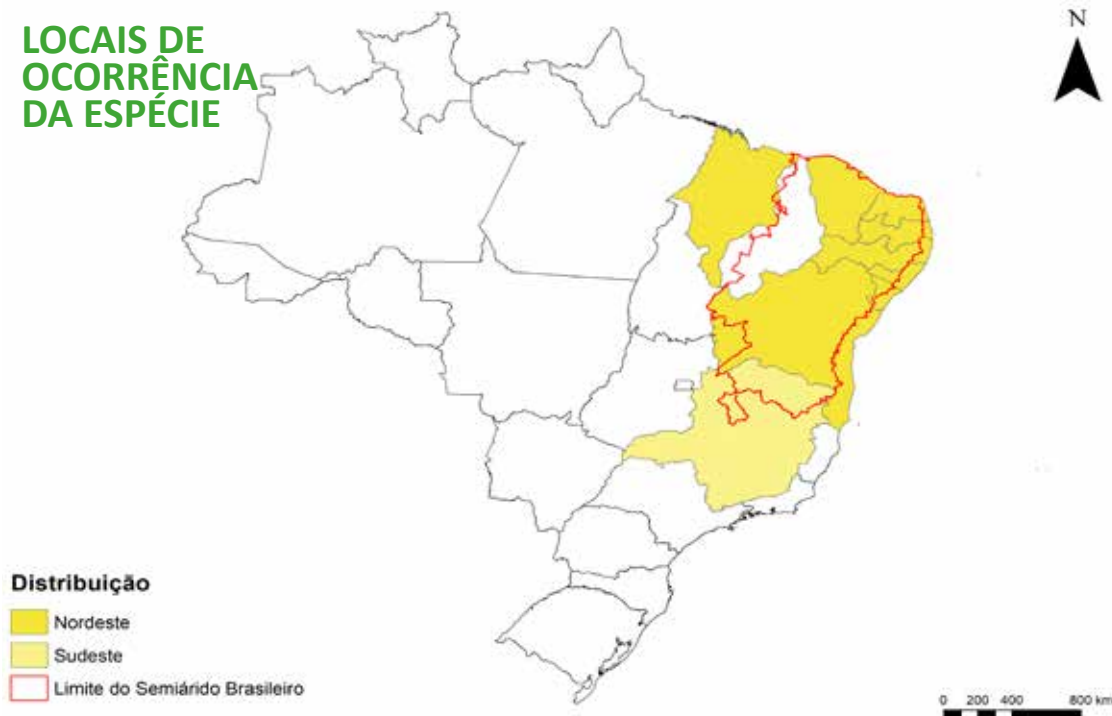 LOCAIS DE
OCORRÊNCIA
DA ESPÉCIE
N
Distribuição
Nordeste
Sudeste
Limite do Semiárido Brasileiro
0 200 400 800 km